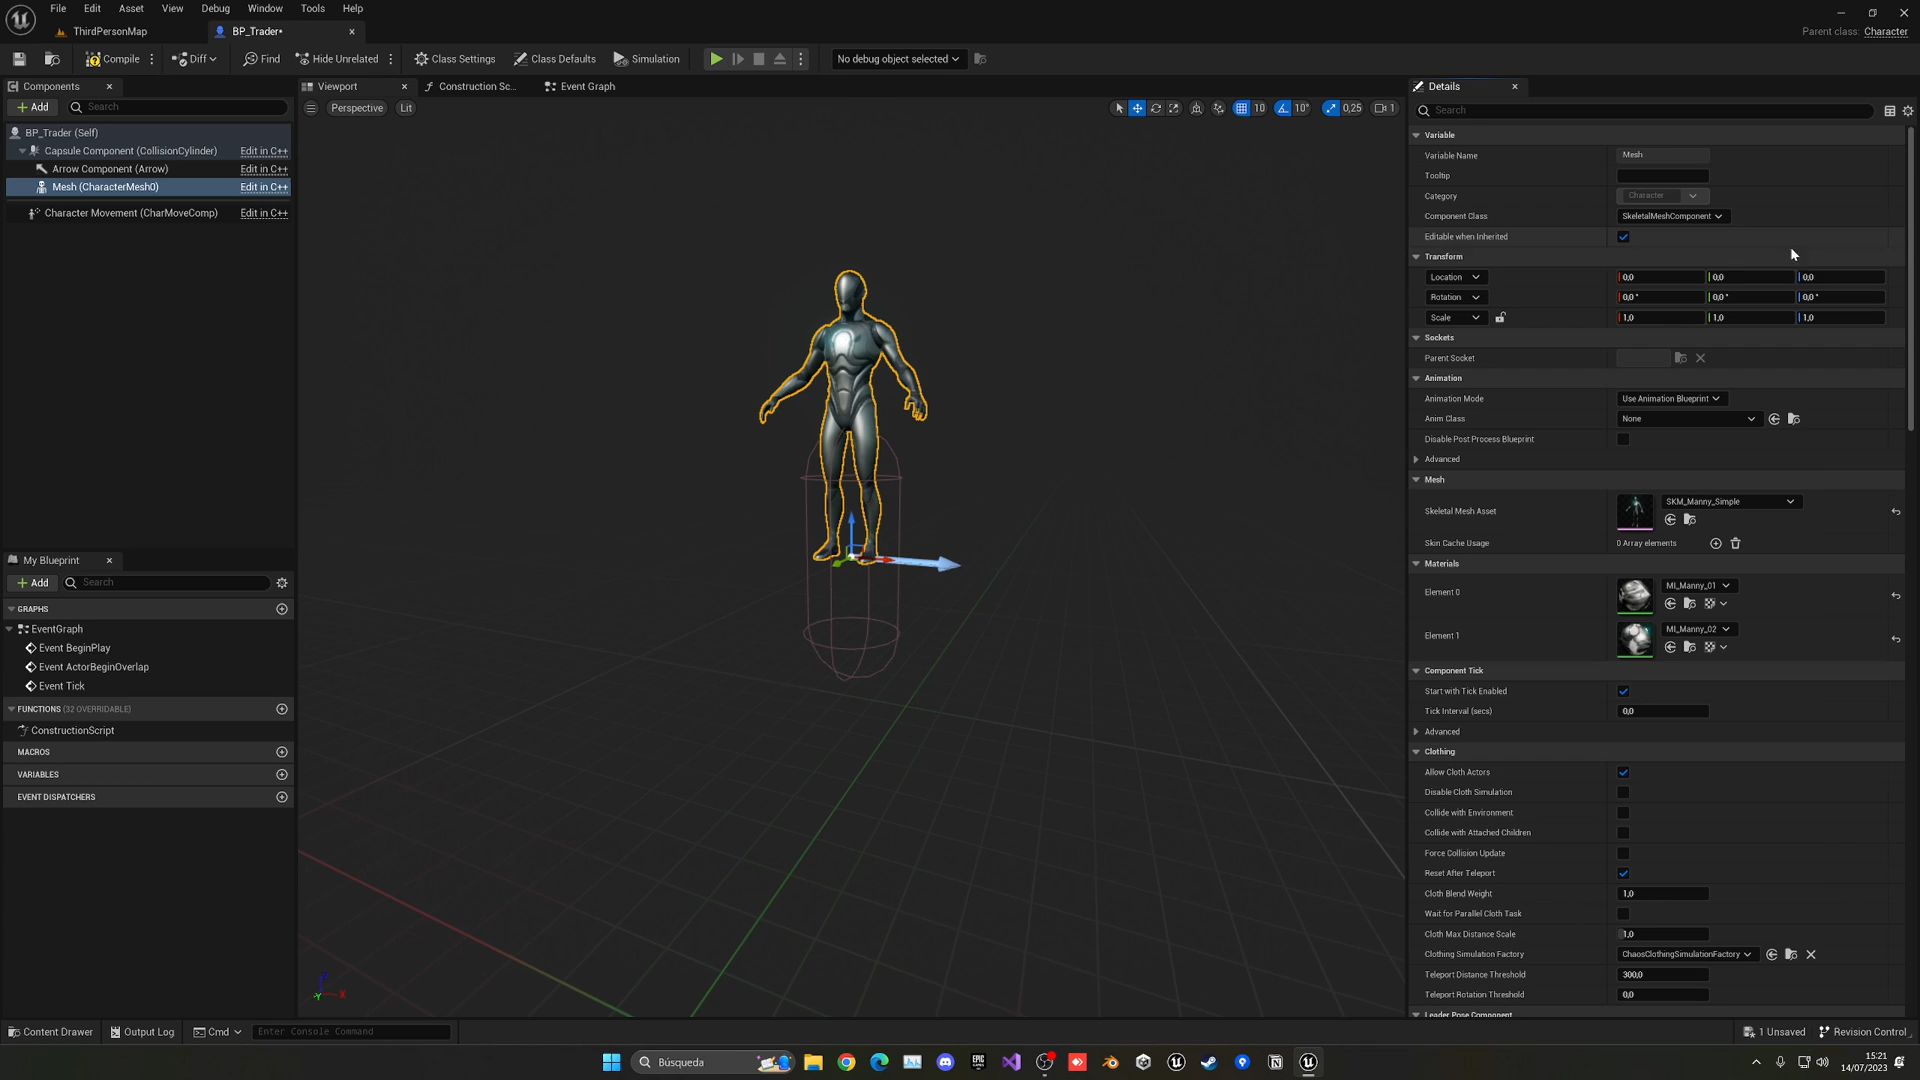 File Edit Asset View Debug Window Tools Help
ThirdPersonMap
BP_Trader*
Parent class: Character
Compile
Diff
Find
Hide Unrelated
Class Settings
Class Defaults
Simulation
No debug object selected
Components
Add
Search
BP_Trader (Self)
Capsule Component (CollisionCylinder) Edit in C++
Arrow Component (Arrow) Edit in C++
Mesh (CharacterMesh0) Edit in C++
Character Movement (CharMoveComp) Edit in C++
My Blueprint
Add
Search
GRAPHS
EventGraph
Event BeginPlay
Event ActorBeginOverlap
Event Tick
FUNCTIONS (32 OVERRIDABLE)
ConstructionScript
MACROS
VARIABLES
EVENT DISPATCHERS
Viewport
Construction Sc...
Event Graph
Perspective
Lit
10
10°
0,25
1
Z
Y
X
Details
Search
Variable
Variable Name Mesh
Tooltip
Category Character
Component Class SkeletalMeshComponent
Editable when Inherited
Transform
Location 0,0 0,0 0,0
Rotation 0,0 ° 0,0 ° 0,0 °
Scale 1,0 1,0 1,0
Sockets
Parent Socket
Animation
Animation Mode Use Animation Blueprint
Anim Class None
Disable Post Process Blueprint
Advanced
Mesh
Skeletal Mesh Asset SKM_Manny_Simple
Skin Cache Usage 0 Array elements
Materials
Element 0 MI_Manny_01
Element 1 MI_Manny_02
Component Tick
Start with Tick Enabled
Tick Interval (secs) 0,0
Advanced
Clothing
Allow Cloth Actors
Disable Cloth Simulation
Collide with Environment
Collide with Attached Children
Force Collision Update
Reset After Teleport
Cloth Blend Weight 1,0
Wait for Parallel Cloth Task
Cloth Max Distance Scale 1,0
Clothing Simulation Factory ChaosClothingSimulationFactory
Teleport Distance Threshold 300,0
Teleport Rotation Threshold 0,0
Leader Pose Component
Content Drawer
Output Log
Cmd
Enter Console Command
1 Unsaved
Revision Control
Búsqueda
EPIC GAMES
15:21
14/07/2023